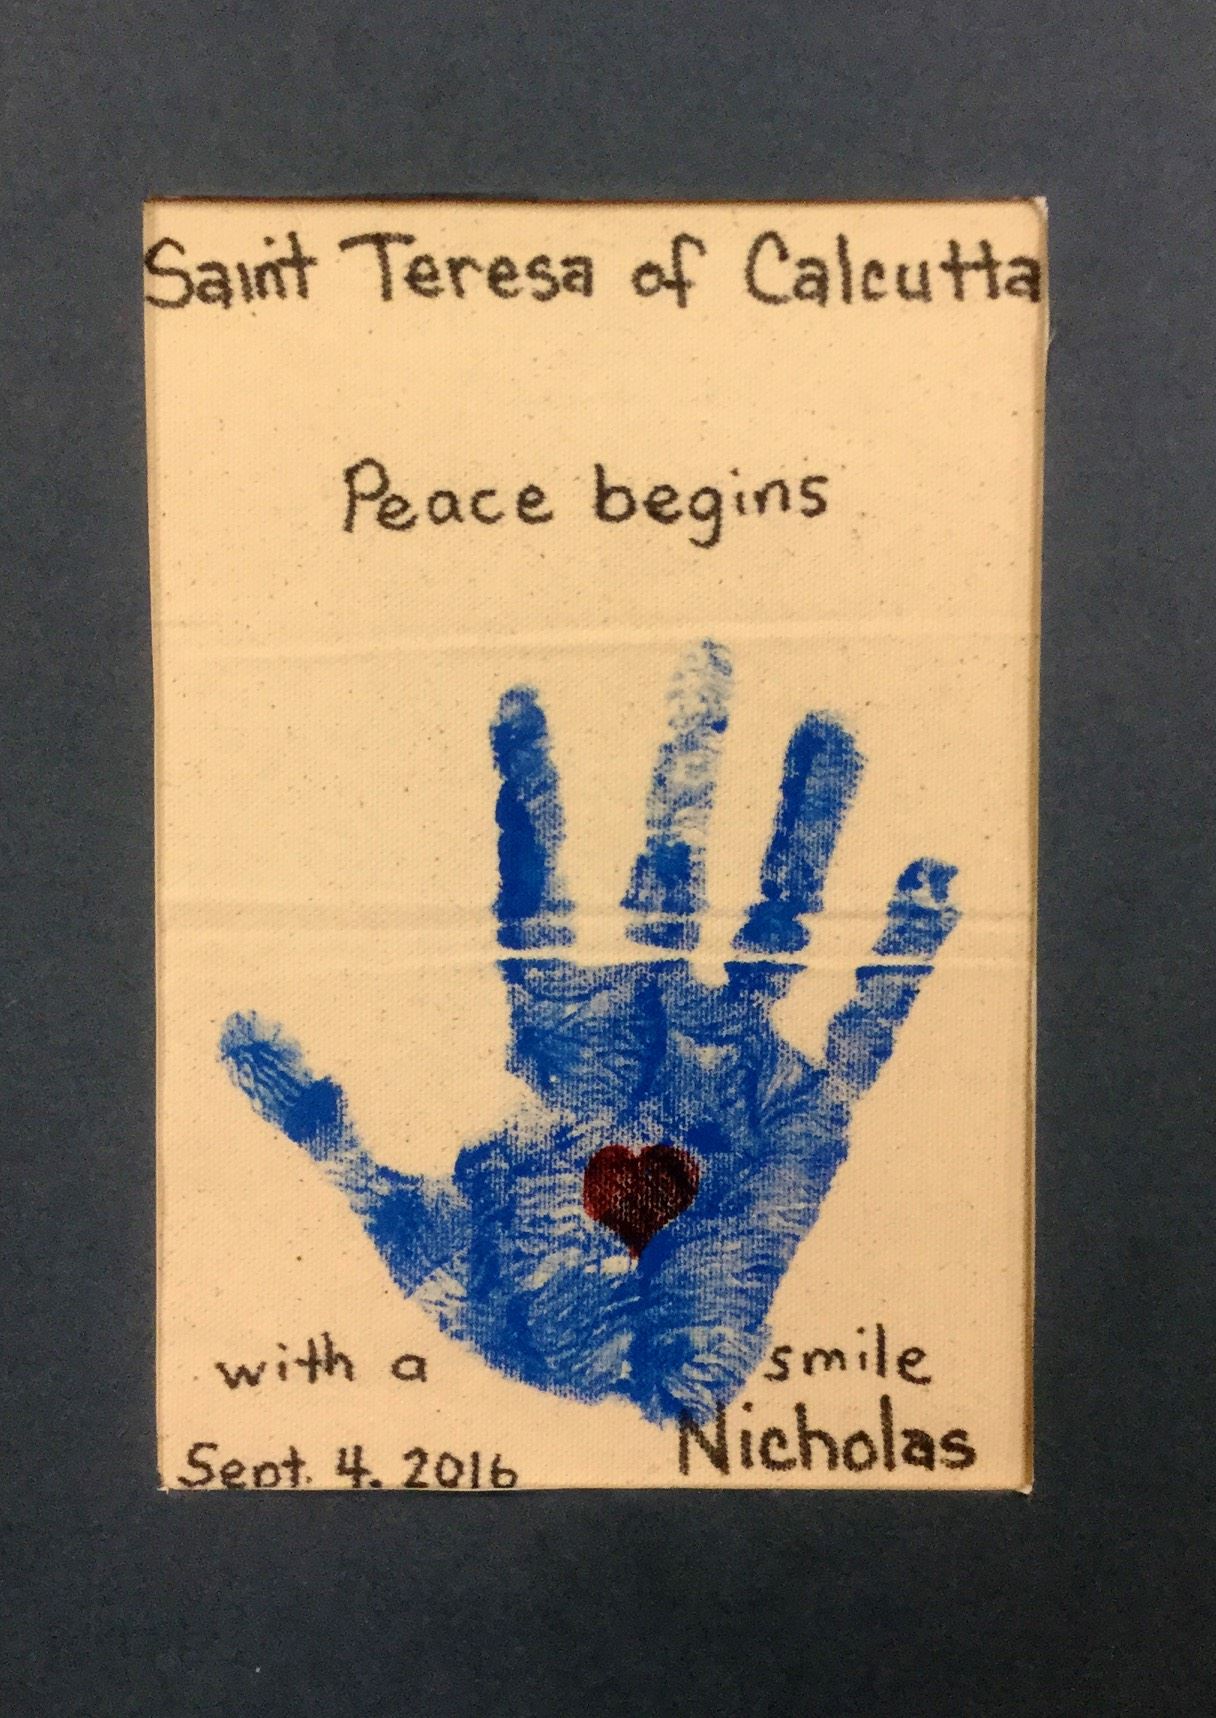 Saint Teresa of Calcutta
Peace begins
with a smile
Nicholas
Sept. 4. 2016